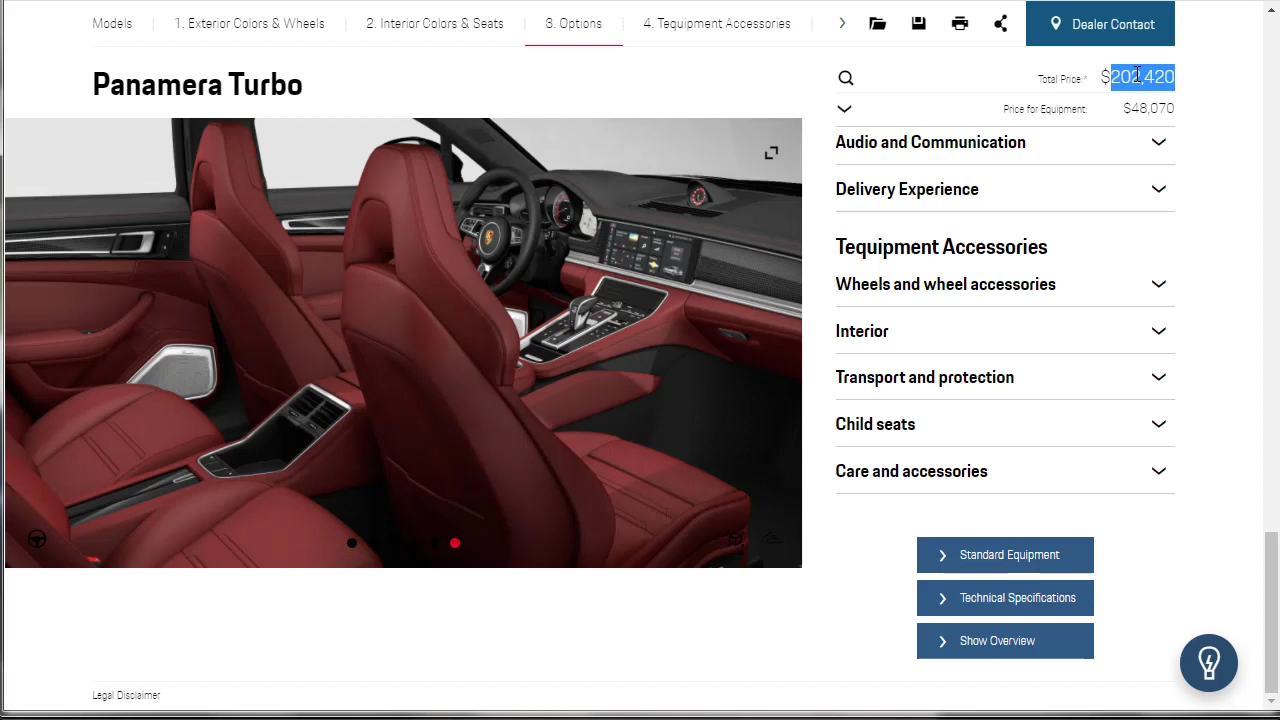 Models
1. Exterior Colors & Wheels
2. Interior Colors & Seats
3. Options
4. Tequipment Accessories
Dealer Contact
Panamera Turbo
Total Price:* $202,420
Price for Equipment: $48,070
Audio and Communication
Delivery Experience
Tequipment Accessories
Wheels and wheel accessories
Interior
Transport and protection
Child seats
Care and accessories
Standard Equipment
Technical Specifications
Show Overview
Legal Disclaimer